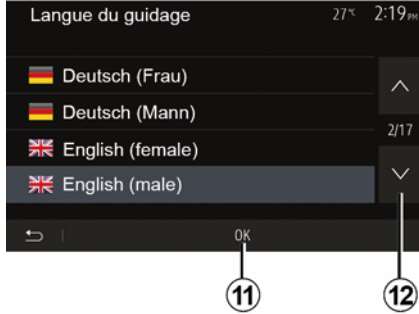 Langue du guidage 27℃ 2:19PM
Deutsch (Frau)
Deutsch (Mann)
2/17
English (female)
English (male)
OK
11 12